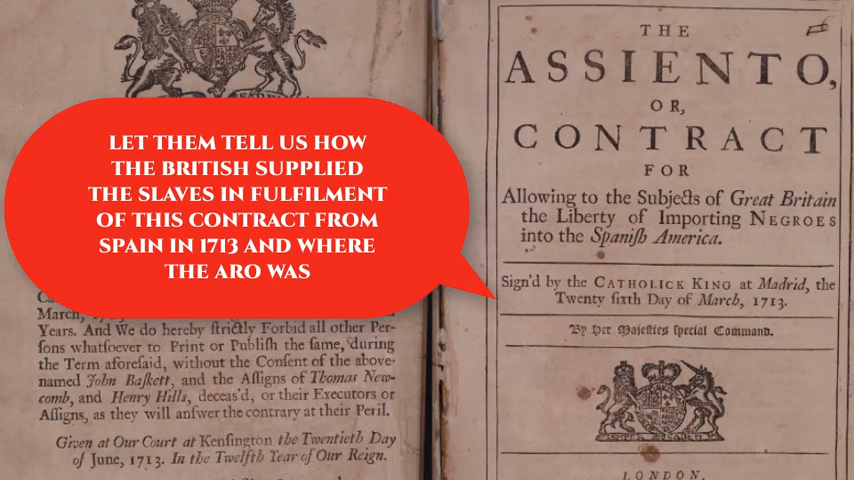 LET THEM TELL US HOW
THE BRITISH SUPPLIED
THE SLAVES IN FULFILMENT
OF THIS CONTRACT FROM
SPAIN IN 1713 AND WHERE
THE ARO WAS
March,
Years. And We do hereby ſtrictly Forbid all other Per-
ſons whatſoever to Print or Publiſh the ſame, during
the Term aforeſaid, without the Conſent of the above-
named John Baſkett, and the Aſſigns of Thomas New-
comb, and Henry Hills, deceas'd, or their Executors or
Aſſigns, as they will anſwer the contrary at their Peril.
Given at Our Court at Kenſington the Twentieth Day
of June, 1713. In the Twelfth Year of Our Reign.
THE
ASSIENTO,
OR,
CONTRACT
FOR
Allowing to the Subjects of Great Britain
the Liberty of Importing NEGROES
into the Spaniſh America.
Sign'd by the CATHOLICK KING at Madrid, the
Twenty ſixth Day of March, 1713.
By Her Majeſties ſpecial Command.
LONDON,